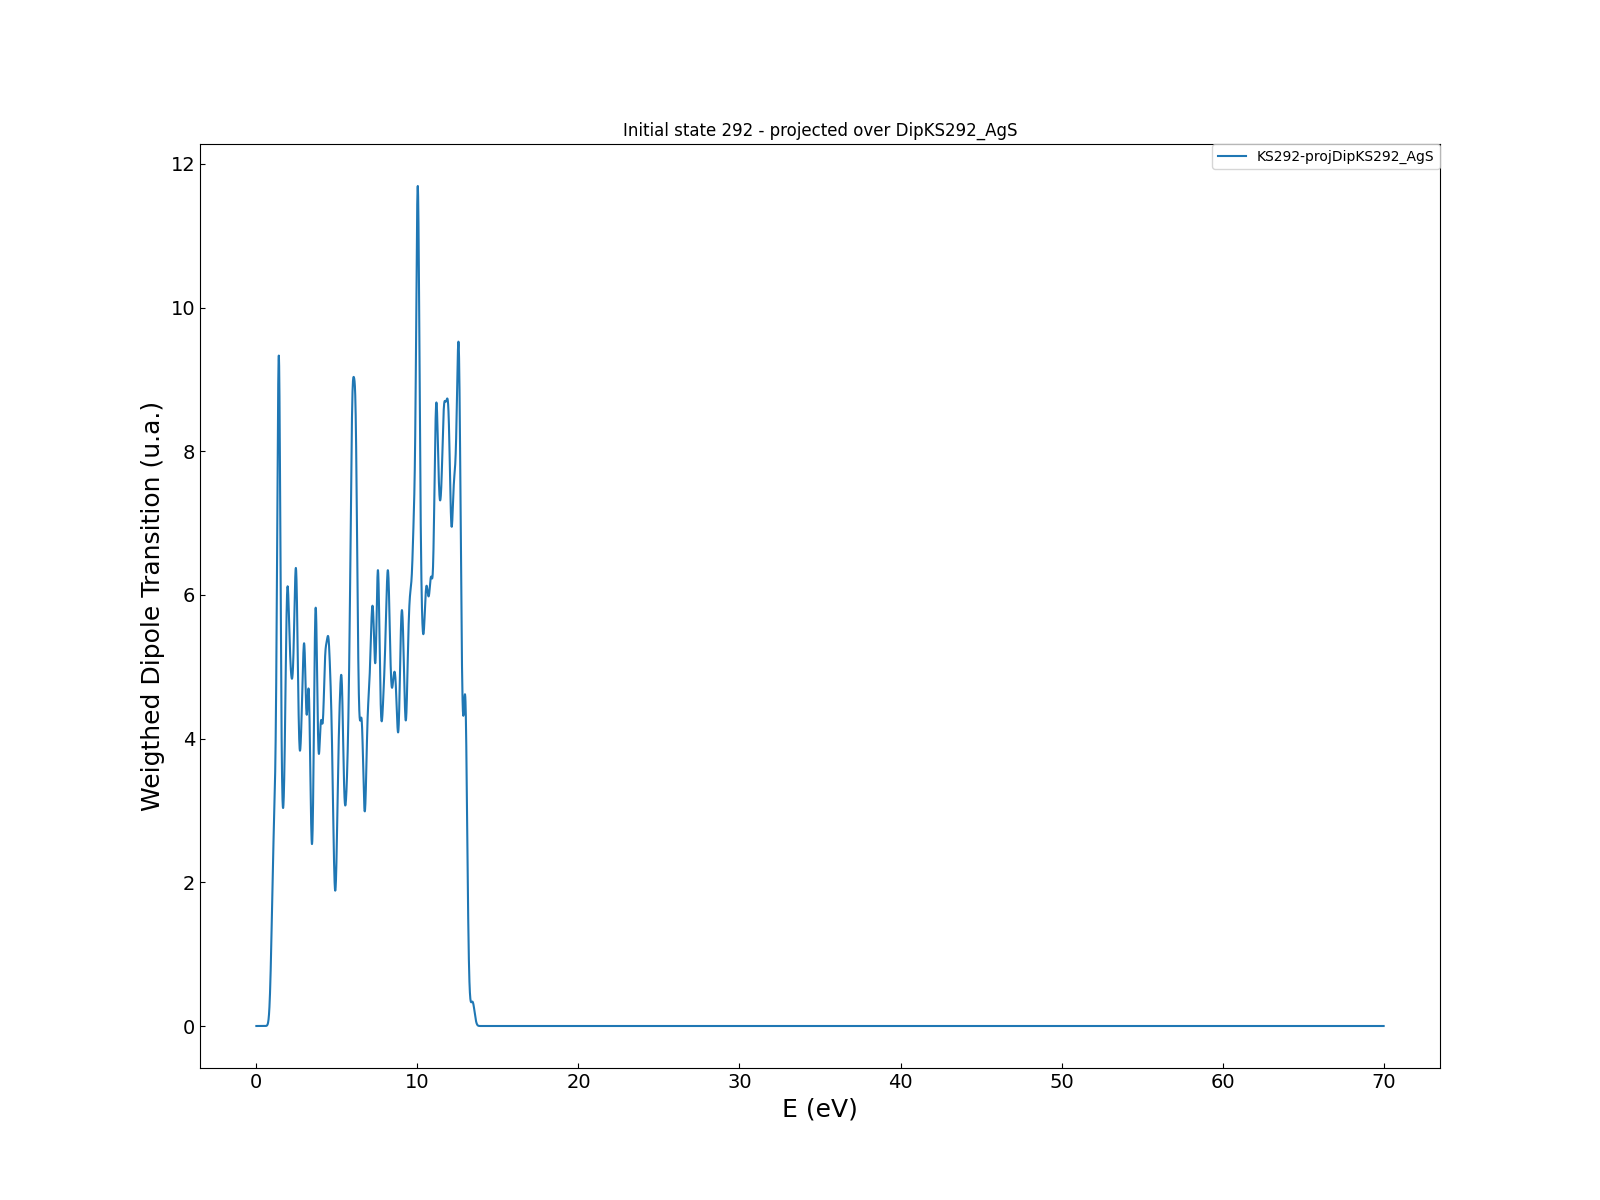 Initial state 292 - projected over DipKS292_AgS
KS292-projDipKS292_AgS
12
10
8
6
4
2
0
Weigthed Dipole Transition (u.a.)
0 10 20 30 40 50 60 70
E (eV)